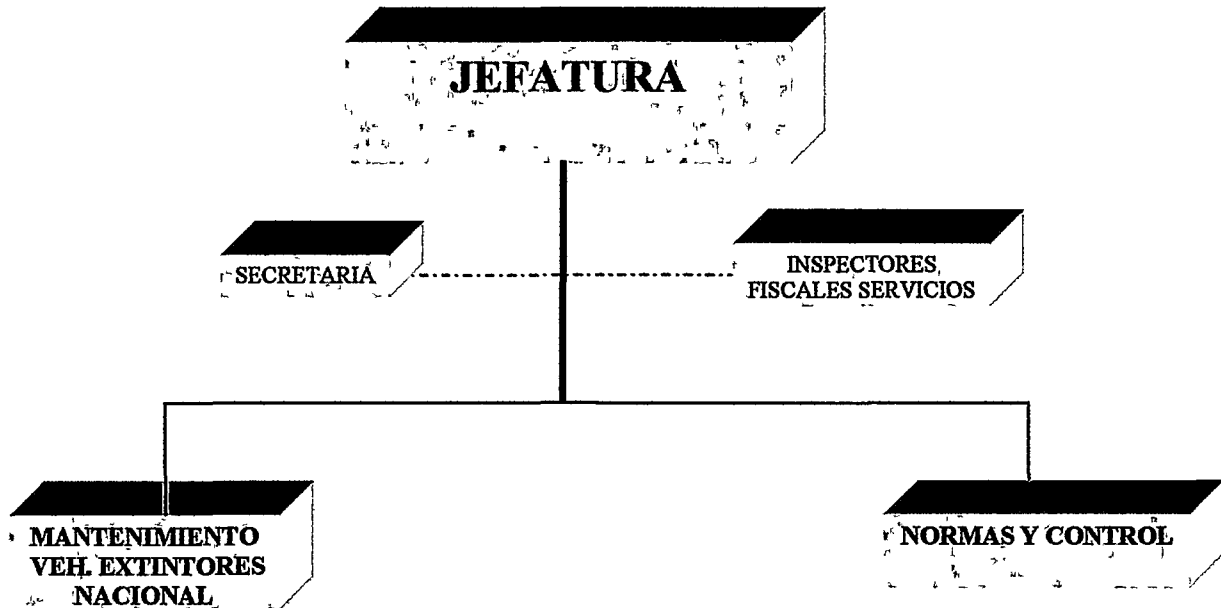 JEFATURA
SECRETARIA
INSPECTORES,
FISCALES SERVICIOS
MANTENIMIENTO
VEH. EXTINTORES
NACIONAL
NORMAS Y CONTROL